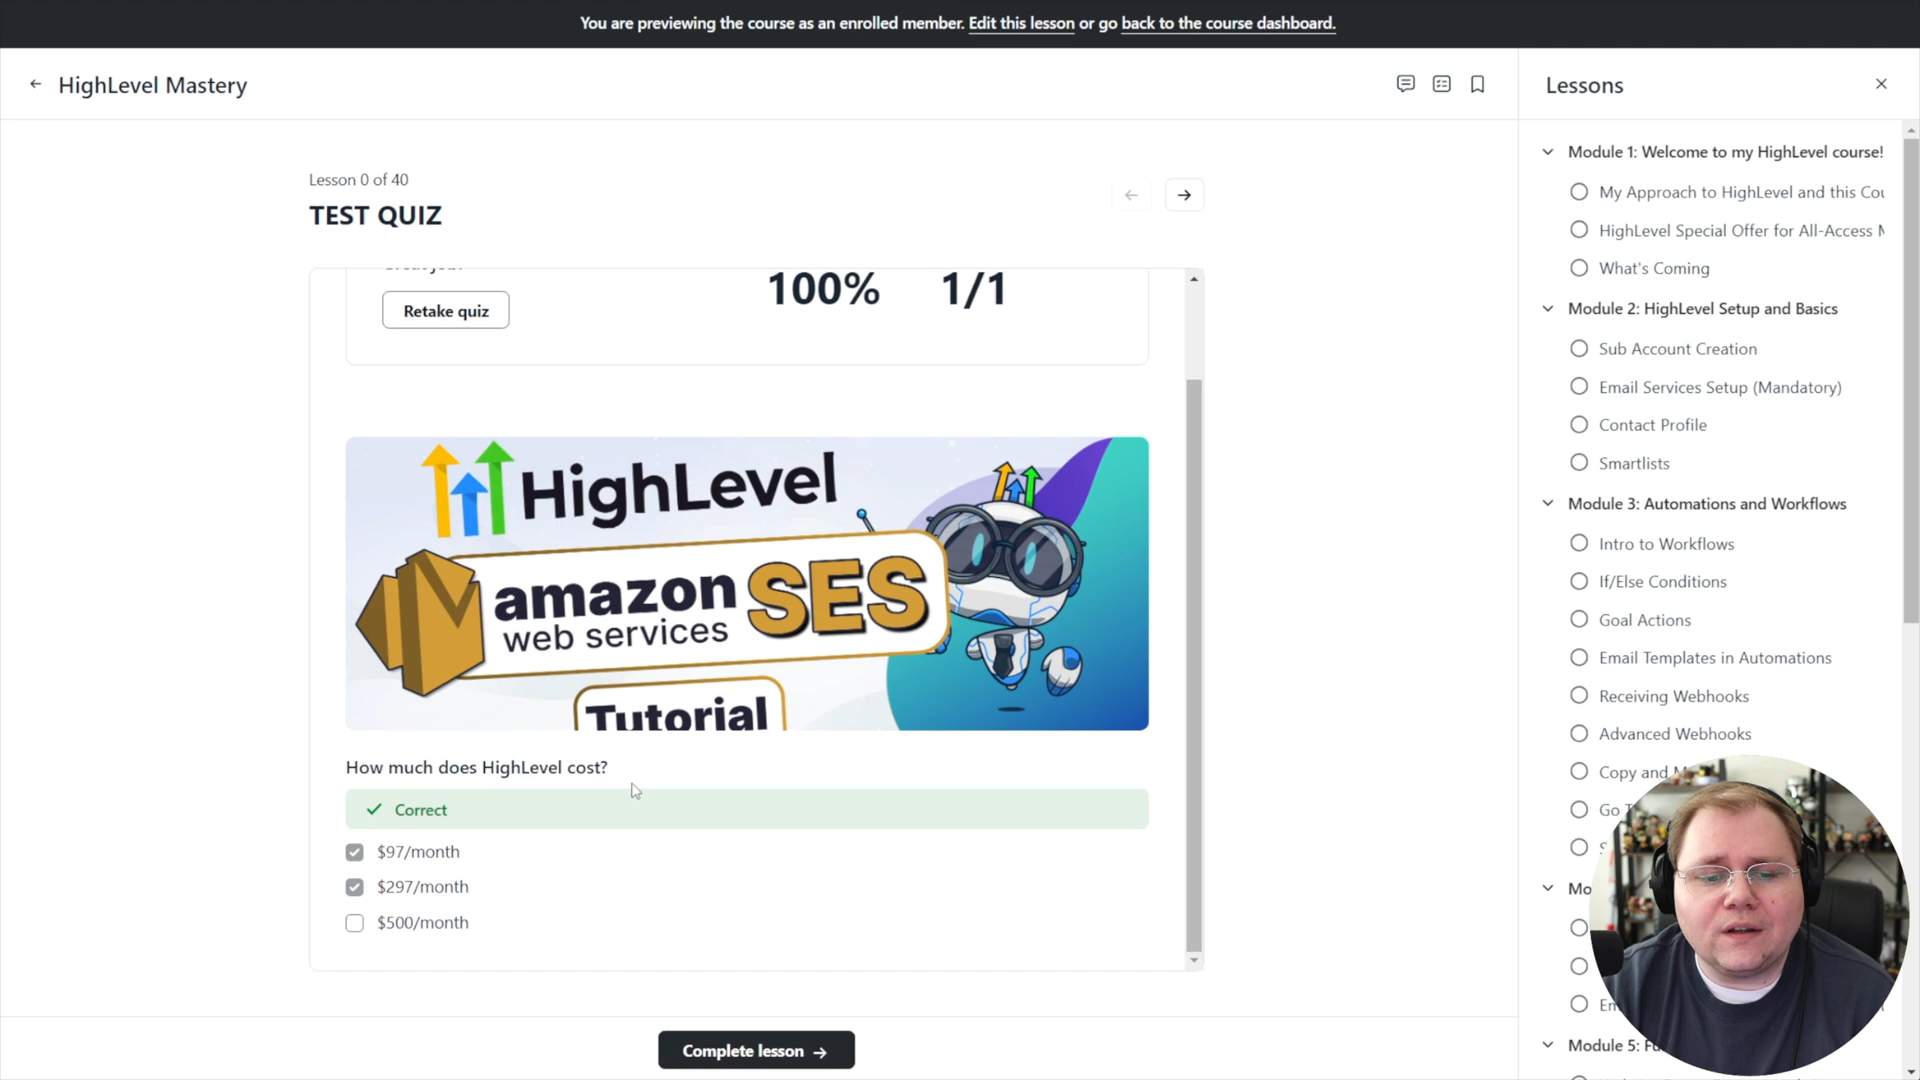 You are previewing the course as an enrolled member. Edit this lesson or go back to the course dashboard.
HighLevel Mastery
Lesson 0 of 40
TEST QUIZ
100%
1/1
Retake quiz
HighLevel
amazon
web services
SES
Tutorial
How much does HighLevel cost?
Correct
$97/month
$297/month
$500/month
Complete lesson
Lessons
Module 1: Welcome to my HighLevel course!
My Approach to HighLevel and this Cou
HighLevel Special Offer for All-Access
What's Coming
Module 2: HighLevel Setup and Basics
Sub Account Creation
Email Services Setup (Mandatory)
Contact Profile
Smartlists
Module 3: Automations and Workflows
Intro to Workflows
If/Else Conditions
Goal Actions
Email Templates in Automations
Receiving Webhooks
Advanced Webhooks
Copy and
Go
Mo
Em
Module 5: